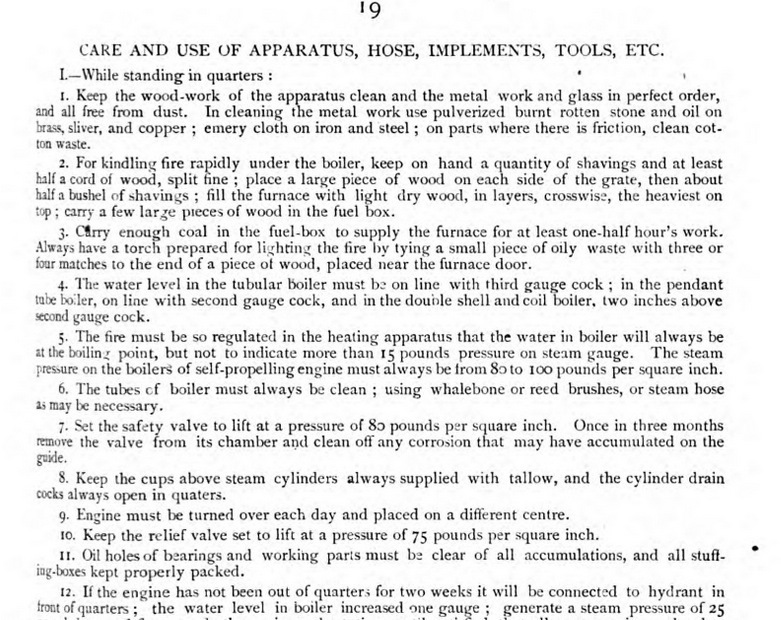 19
CARE AND USE OF APPARATUS, HOSE, IMPLEMENTS, TOOLS, ETC.
I.—While standing in quarters :
1. Keep the wood-work of the apparatus clean and the metal work and glass in perfect order,
and all free from dust. In cleaning the metal work use pulverized burnt rotten stone and oil on
brass, sliver, and copper ; emery cloth on iron and steel ; on parts where there is friction, clean cot-
ton waste.
2. For kindling fire rapidly under the boiler, keep on hand a quantity of shavings and at least
half a cord of wood, split fine ; place a large piece of wood on each side of the grate, then about
half a bushel of shavings ; fill the furnace with light dry wood, in layers, crosswise, the heaviest on
top ; carry a few large pieces of wood in the fuel box.
3. Carry enough coal in the fuel-box to supply the furnace for at least one-half hour's work.
Always have a torch prepared for lighting the fire by tying a small piece of oily waste with three or
four matches to the end of a piece of wood, placed near the furnace door.
4. The water level in the tubular boiler must be on line with third gauge cock ; in the pendant
tube boiler, on line with second gauge cock, and in the double shell and coil boiler, two inches above
second gauge cock.
5. The fire must be so regulated in the heating apparatus that the water in boiler will always be
at the boiling point, but not to indicate more than 15 pounds pressure on steam gauge. The steam
pressure on the boilers of self-propelling engine must always be from 80 to 100 pounds per square inch.
6. The tubes of boiler must always be clean ; using whalebone or reed brushes, or steam hose
as may be necessary.
7. Set the safety valve to lift at a pressure of 80 pounds per square inch. Once in three months
remove the valve from its chamber and clean off any corrosion that may have accumulated on the
guide.
8. Keep the cups above steam cylinders always supplied with tallow, and the cylinder drain
cocks always open in quaters.
9. Engine must be turned over each day and placed on a different centre.
10. Keep the relief valve set to lift at a pressure of 75 pounds per square inch.
11. Oil holes of bearings and working parts must be clear of all accumulations, and all stuff-
ing-boxes kept properly packed.
12. If the engine has not been out of quarters for two weeks it will be connected to hydrant in
front of quarters ; the water level in boiler increased one gauge ; generate a steam pressure of 25